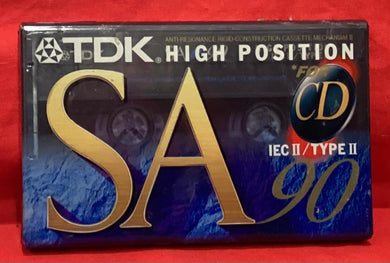 ANTI-RESONANCE RIGID-CONSTRUCTION CASSETTE MECHANISM II
TDK. HIGH POSITION
"FOR
CD
IEC II/TYPE II
SA 90